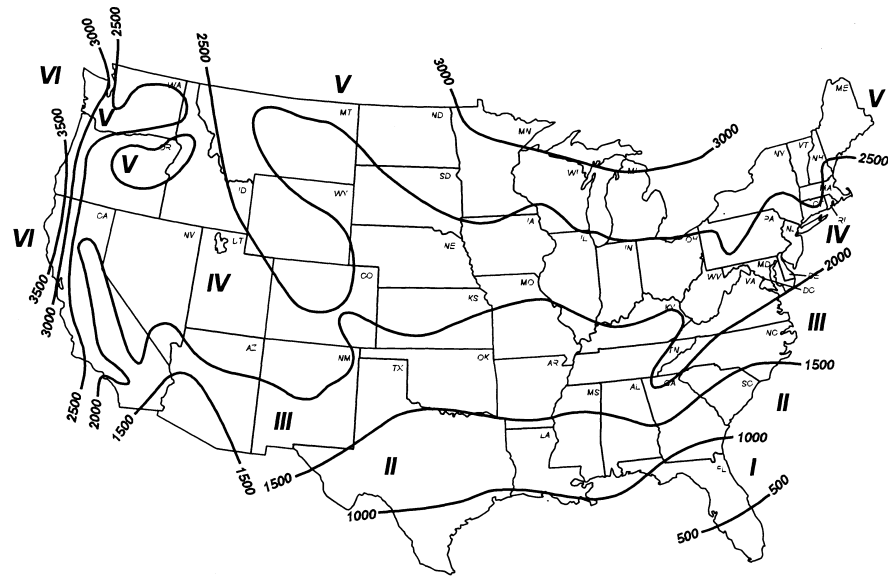 3000
2500
VI
V
2500
V
3000
ME
V
WA
MT
ND
MN
VT
NH
NY
3500
V
OR
V
WI
MI
3000
2500
MA
ID
WY
SD
IA
PA
RI
CA
NV
UT
NE
IL
IN
OH
NJ
IV
VI
IV
CO
MO
WV
MD
DE
2000
VA
DC
3500
3000
KS
KY
III
NC
AZ
NM
OK
TN
TX
AR
1500
2500
2000
1500
MS
AL
GA
SC
II
III
LA
1000
1500
1500
II
FL
I
500
1000
500